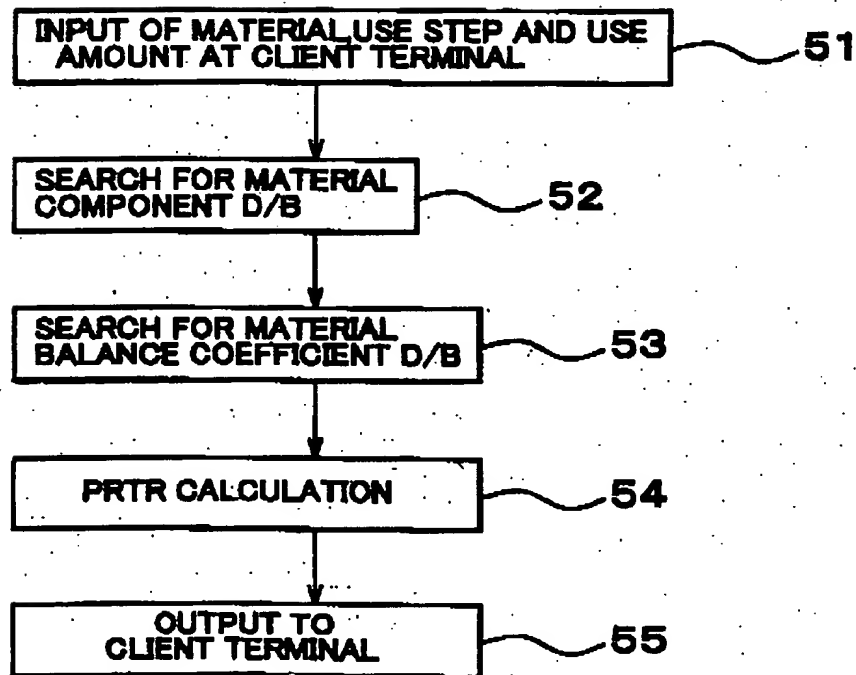 INPUT OF MATERIAL,USE STEP AND USE
AMOUNT AT CLIENT TERMINAL
51
SEARCH FOR MATERIAL
COMPONENT D/B
52
SEARCH FOR MATERIAL
BALANCE COEFFICIENT D/B
53
PRTR CALCULATION
54
OUTPUT TO
CLIENT TERMINAL
55